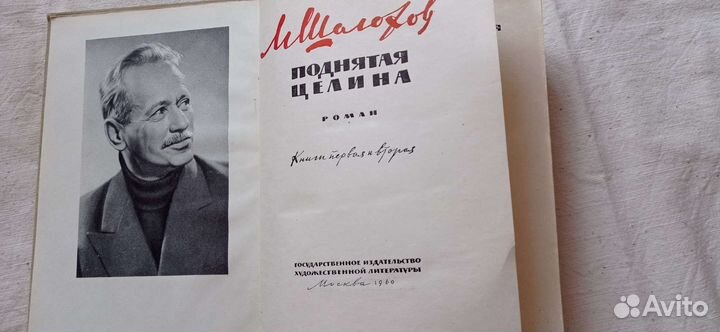 М Шолохов
ПОДНЯТАЯ
ЦЕЛИНА
РОМАН
Книги первая и вторая
ГОСУДАРСТВЕННОЕ ИЗДАТЕЛЬСТВО
ХУДОЖЕСТВЕННОЙ ЛИТЕРАТУРЫ
Москва 1960
Avito